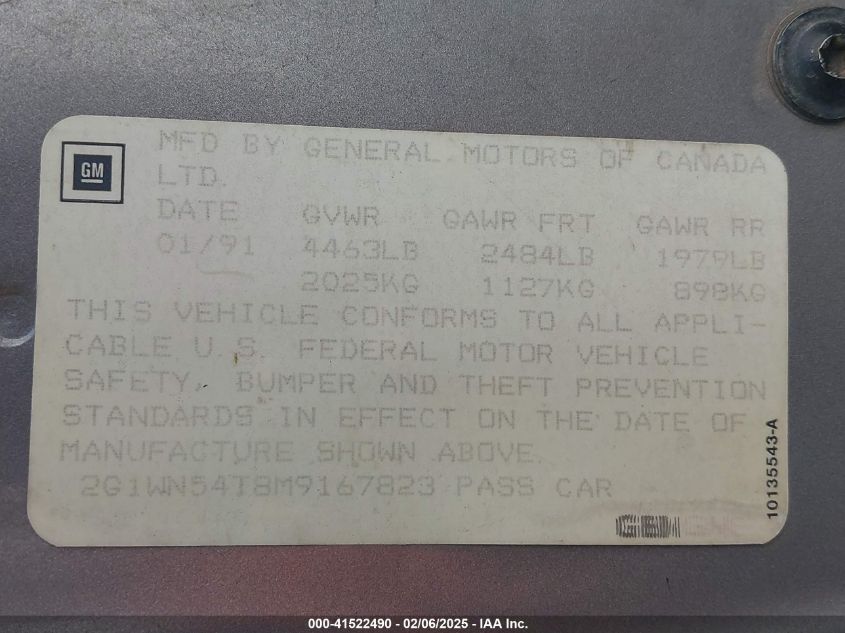 GM
MFD BY GENERAL MOTORS OF CANADA
LTD.
DATE GVWR GAWR FRT GAWR RR
01/91 4463LB 2484LB 1979LB
2025KG 1127KG 898KG
THIS VEHICLE CONFORMS TO ALL APPLI-
CABLE U.S. FEDERAL MOTOR VEHICLE
SAFETY, BUMPER AND THEFT PREVENTION
STANDARDS IN EFFECT ON THE DATE OF
MANUFACTURE SHOWN ABOVE.
2G1WN54T8M9167823 PASS CAR
10135543-A
000-41522490 - 02/06/2025 - IAA Inc.